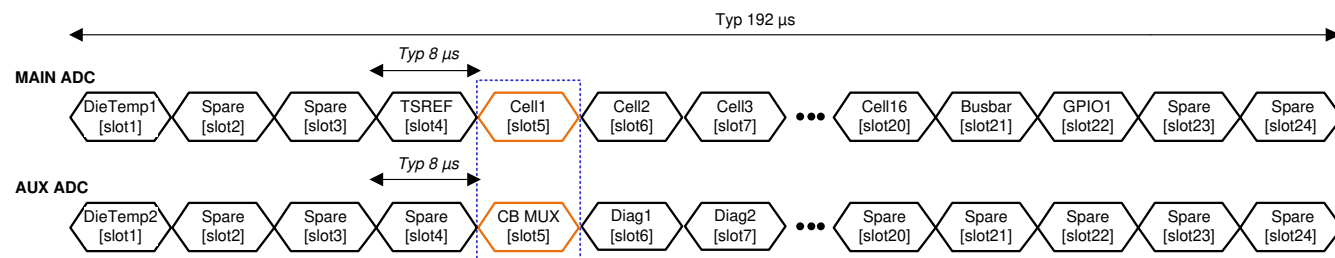 Typ 192 µs
Typ 8 µs
MAIN ADC
DieTemp1 Spare Spare TSREF Cell1 Cell2 Cell3 ●●● Cell16 Busbar GPIO1 Spare Spare
[slot1] [slot2] [slot3] [slot4] [slot5] [slot6] [slot7] [slot20] [slot21] [slot22] [slot23] [slot24]
Typ 8 µs
AUX ADC
DieTemp2 Spare Spare Spare CB MUX Diag1 Diag2 ●●● Spare Spare Spare Spare Spare
[slot1] [slot2] [slot3] [slot4] [slot5] [slot6] [slot7] [slot20] [slot21] [slot22] [slot23] [slot24]